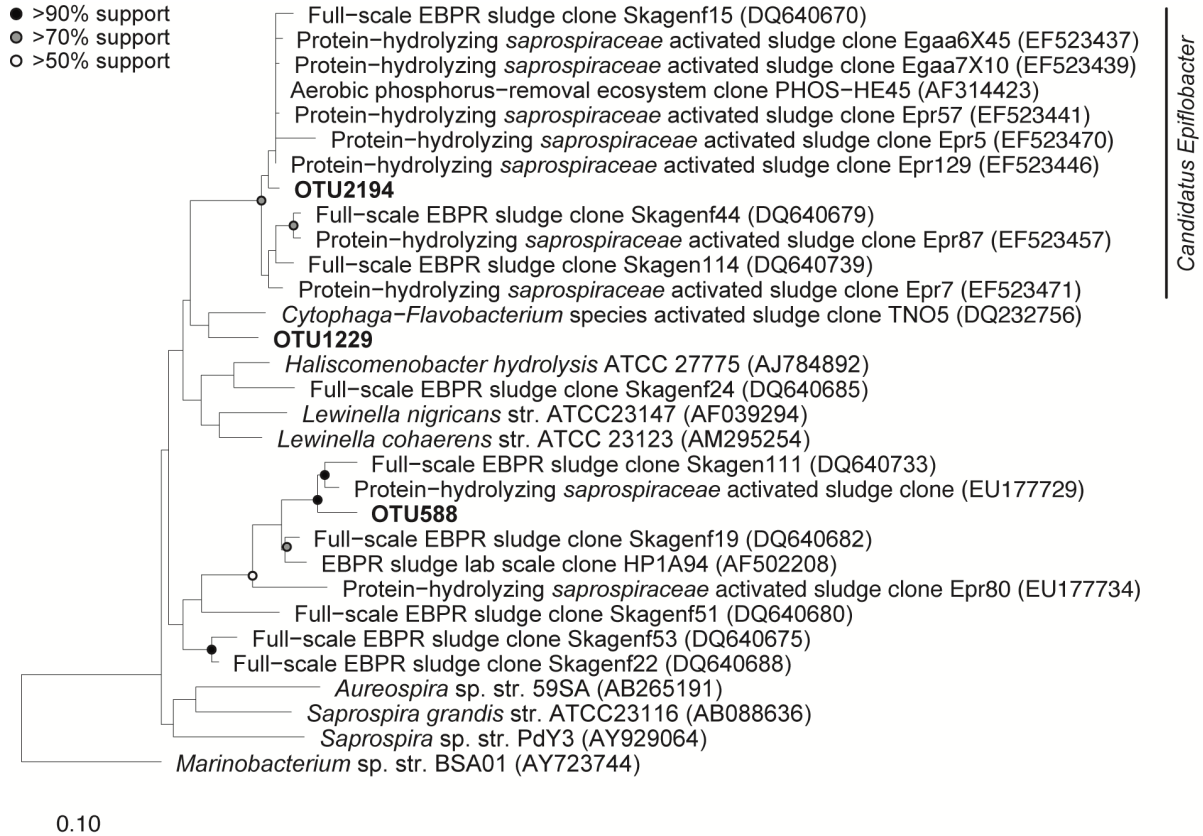 >90% support
>70% support
>50% support
Full−scale EBPR sludge clone Skagenf15 (DQ640670)
Protein−hydrolyzing saprospiraceae activated sludge clone Egaa6X45 (EF523437)
Protein−hydrolyzing saprospiraceae activated sludge clone Egaa7X10 (EF523439)
Aerobic phosphorus−removal ecosystem clone PHOS−HE45 (AF314423)
Protein−hydrolyzing saprospiraceae activated sludge clone Epr57 (EF523441)
Protein−hydrolyzing saprospiraceae activated sludge clone Epr5 (EF523470)
Protein−hydrolyzing saprospiraceae activated sludge clone Epr129 (EF523446)
OTU2194
Full−scale EBPR sludge clone Skagenf44 (DQ640679)
Protein−hydrolyzing saprospiraceae activated sludge clone Epr87 (EF523457)
Full−scale EBPR sludge clone Skagen114 (DQ640739)
Protein−hydrolyzing saprospiraceae activated sludge clone Epr7 (EF523471)
Candidatus Epiflobacter
Cytophaga−Flavobacterium species activated sludge clone TNO5 (DQ232756)
OTU1229
Haliscomenobacter hydrolysis ATCC 27775 (AJ784892)
Full−scale EBPR sludge clone Skagenf24 (DQ640685)
Lewinella nigricans str. ATCC23147 (AF039294)
Lewinella cohaerens str. ATCC 23123 (AM295254)
Full−scale EBPR sludge clone Skagen111 (DQ640733)
Protein−hydrolyzing saprospiraceae activated sludge clone (EU177729)
OTU588
Full−scale EBPR sludge clone Skagenf19 (DQ640682)
EBPR sludge lab scale clone HP1A94 (AF502208)
Protein−hydrolyzing saprospiraceae activated sludge clone Epr80 (EU177734)
Full−scale EBPR sludge clone Skagenf51 (DQ640680)
Full−scale EBPR sludge clone Skagenf53 (DQ640675)
Full−scale EBPR sludge clone Skagenf22 (DQ640688)
Aureospira sp. str. 59SA (AB265191)
Saprospira grandis str. ATCC23116 (AB088636)
Saprospira sp. str. PdY3 (AY929064)
Marinobacterium sp. str. BSA01 (AY723744)
0.10